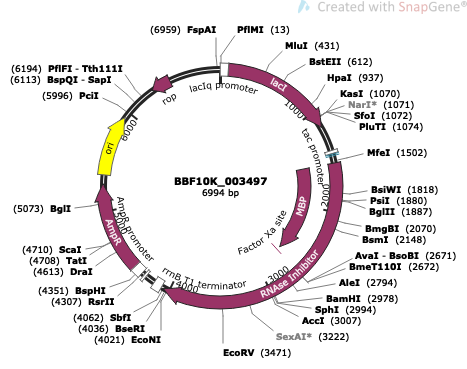 Created with SnapGene®
(6959) FspAI
PflMI (13)
MluI (431)
BstEII (612)
HpaI (937)
KasI (1070)
NarI* (1071)
SfoI (1072)
PluTI (1074)
MfeI (1502)
BsiWI (1818)
PsiI (1880)
BglII (1887)
BmgBI (2070)
BsmI (2148)
AvaI - BsoBI (2671)
BmeT110I (2672)
AleI (2794)
BamHI (2978)
SphI (2994)
AccI (3007)
SexAI* (3222)
EcoRV (3471)
(4021) EcoNI
(4036) BseRI
(4062) SbfI
(4307) RsrII
(4351) BspHI
(4613) DraI
(4708) TatI
(4710) ScaI
(5073) BglI
(5996) PciI
(6113) BspQI - SapI
(6194) PflFI - Tth111I
lacIq promoter
lacI
1000
tac promoter
2000
MBP
Factor Xa site
RNAse Inhibitor
3000
rrnB T1 terminator
4000
AmpR promoter
AmpR
ori
6000
rop
BBF10K_003497
6994 bp